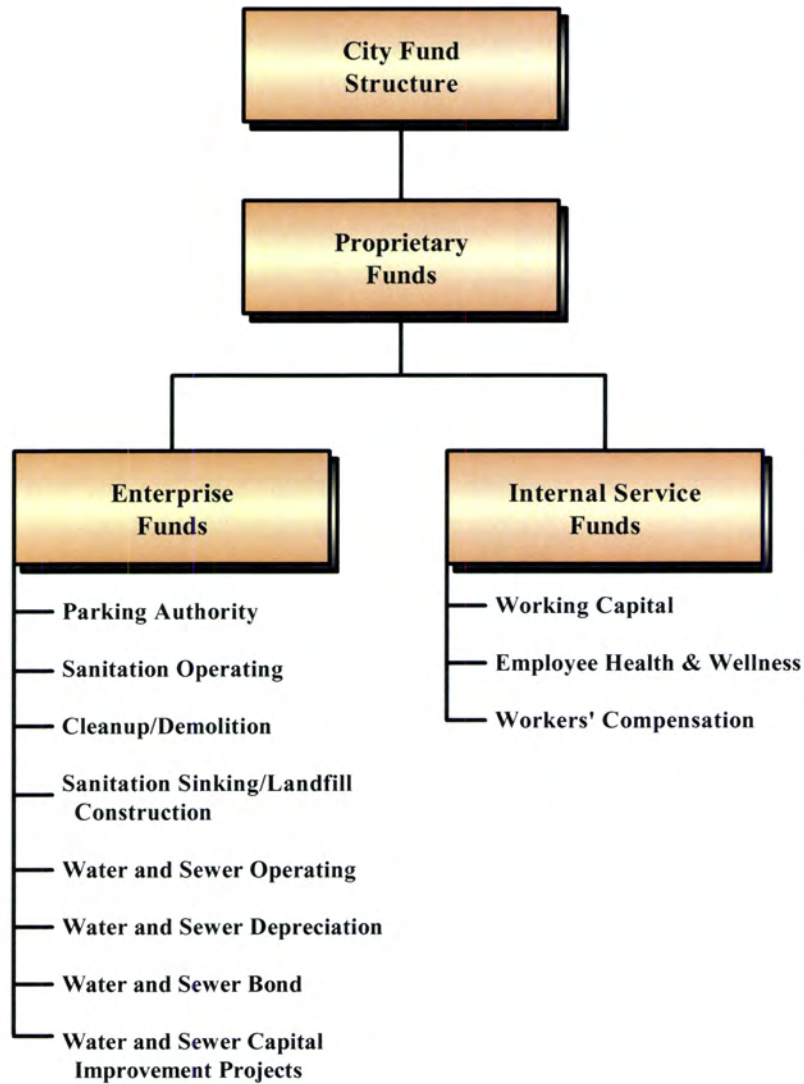 City Fund
Structure
Proprietary
Funds
Enterprise
Funds
Parking Authority
Sanitation Operating
Cleanup/Demolition
Sanitation Sinking/Landfill
Construction
Water and Sewer Operating
Water and Sewer Depreciation
Water and Sewer Bond
Water and Sewer Capital
Improvement Projects
Internal Service
Funds
Working Capital
Employee Health & Wellness
Workers' Compensation